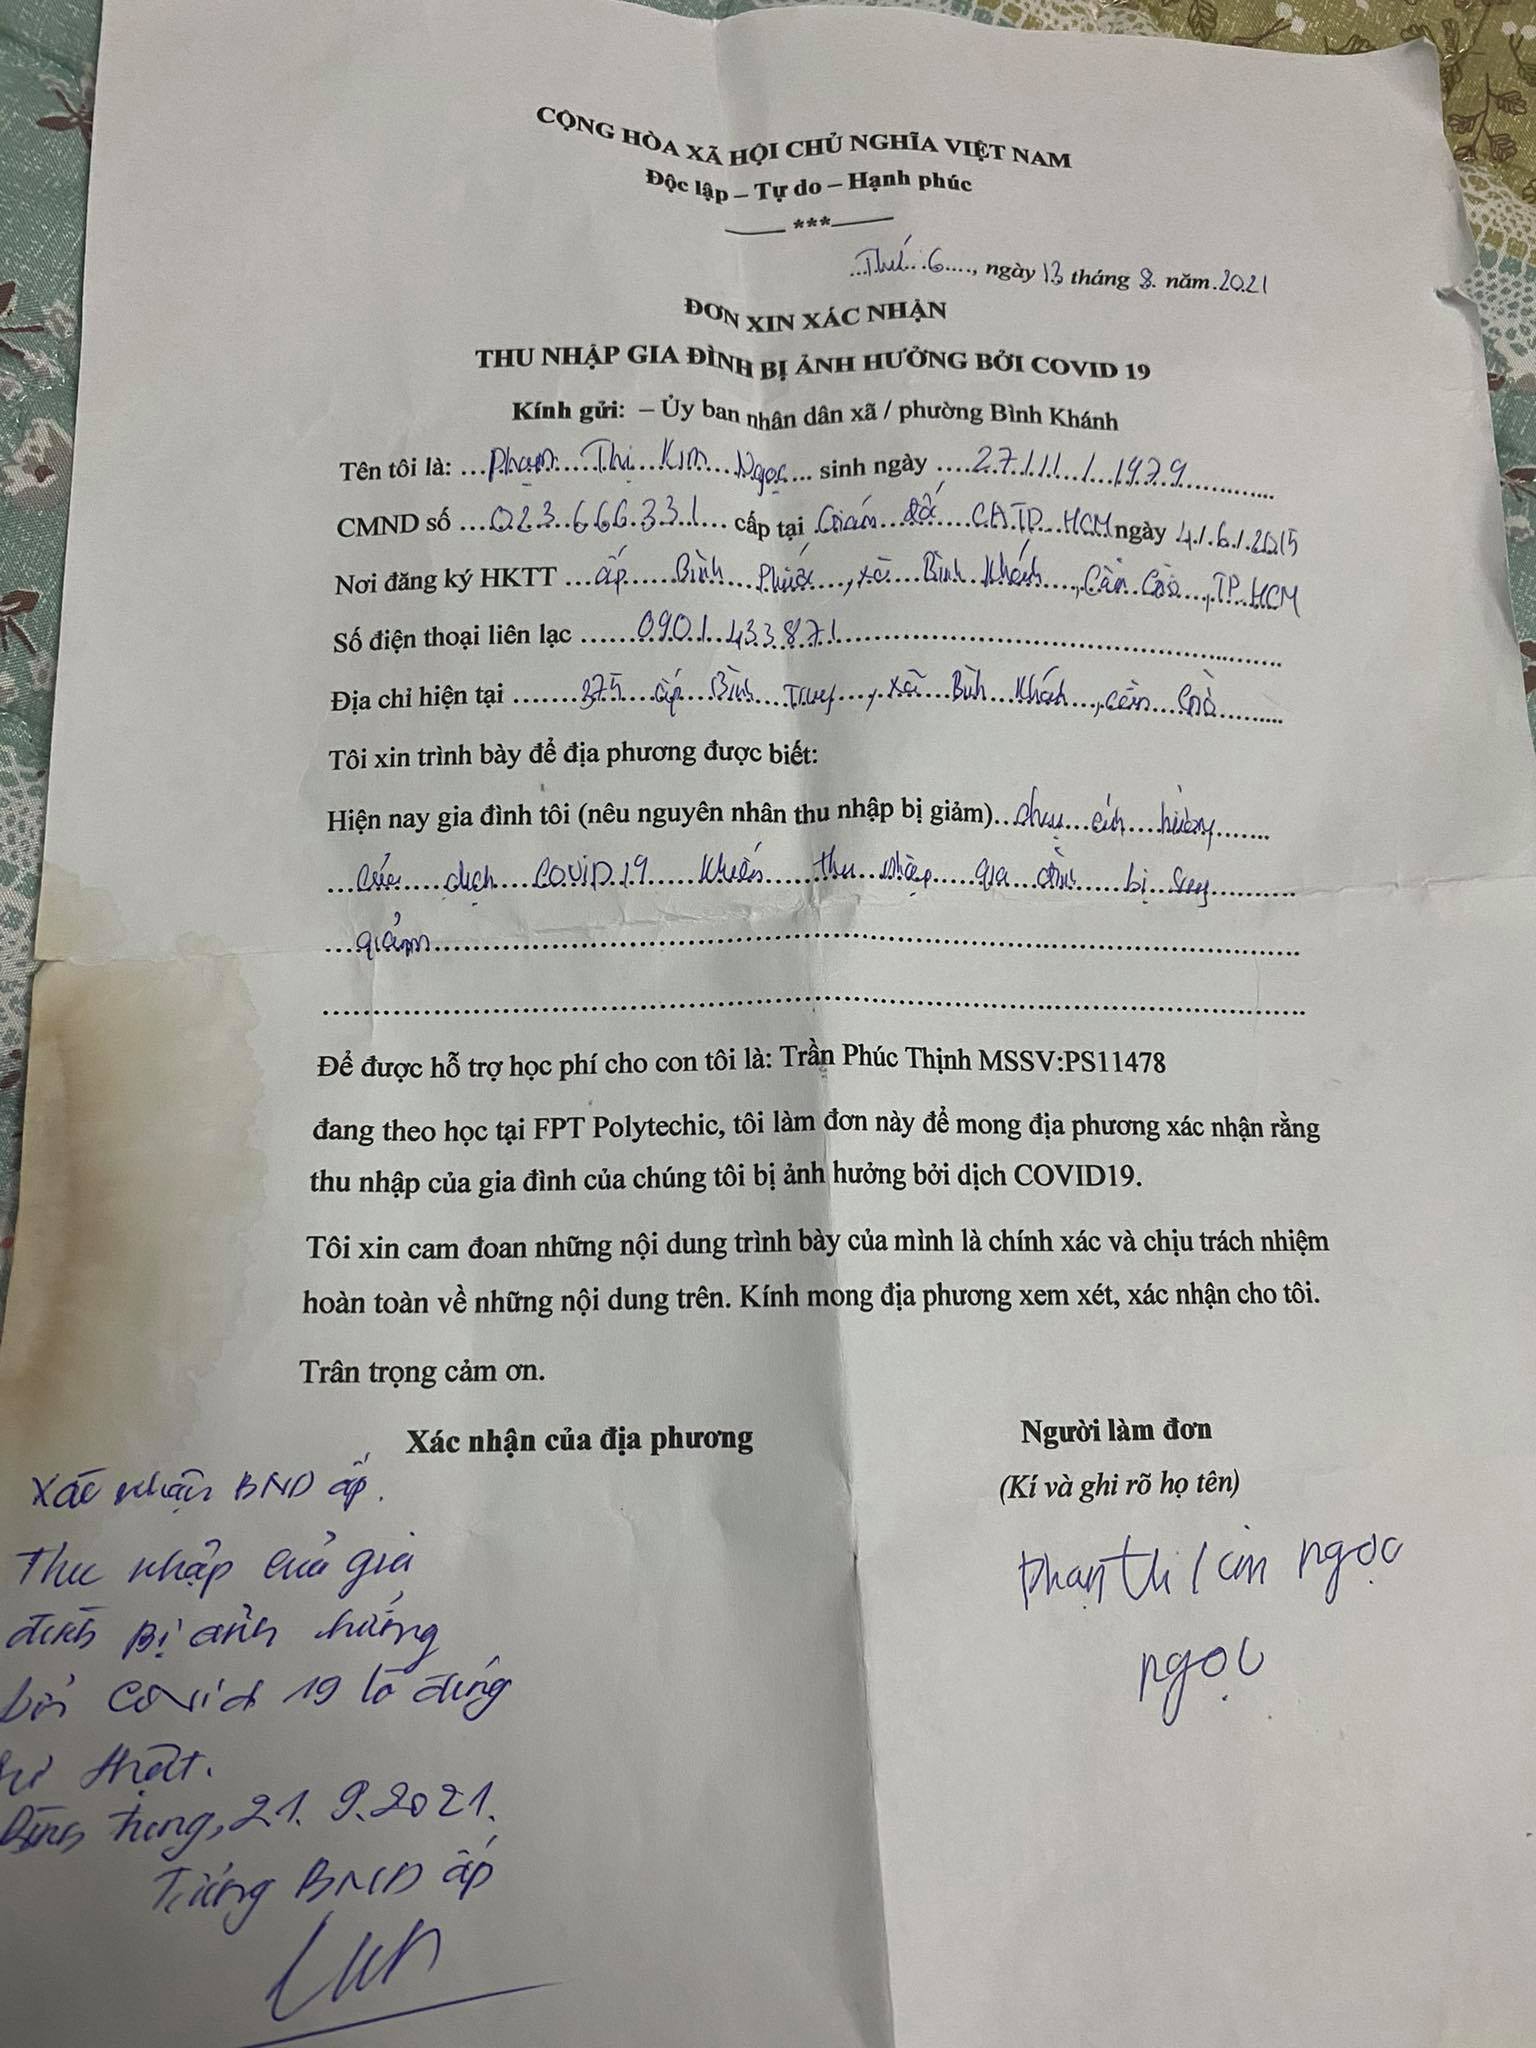 CỘNG HÒA XÃ HỘI CHỦ NGHĨA VIỆT NAM
Độc lập – Tự do – Hạnh phúc
***
...Thứ...6...., ngày 13 tháng 8. năm.2021
ĐƠN XIN XÁC NHẬN
THU NHẬP GIA ĐÌNH BỊ ẢNH HƯỞNG BỞI COVID 19
Kính gửi: – Ủy ban nhân dân xã / phường Bình Khánh
Tên tôi là: ...Phạm....Thị...Kim...Ngọc... sinh ngày ....27./.11./.1979...............
CMND số ...023.666.331... cấp tại Giám đốc CA.TP HCM ngày 4./.6./.2015
Nơi đăng ký HKTT ...ấp....Bình...Phước..., xã...Bình Khánh..., Cần Giờ..., TP HCM
Số điện thoại liên lạc ......0901.433.871..............................
Địa chỉ hiện tại .......375...ấp...Bình...Trung..., xã...Bình Khánh..., cần...Giờ.......
Tôi xin trình bày để địa phương được biết:
Hiện nay gia đình tôi (nêu nguyên nhân thu nhập bị giảm)...chịu...ảnh...hưởng......
...của....dịch....COVID.19....khiến.....thu nhập...gia đình...bị suy........
...giảm..............................
Để được hỗ trợ học phí cho con tôi là: Trần Phúc Thịnh MSSV:PS11478
đang theo học tại FPT Polytechic, tôi làm đơn này để mong địa phương xác nhận rằng
thu nhập của gia đình của chúng tôi bị ảnh hưởng bởi dịch COVID19.
Tôi xin cam đoan những nội dung trình bày của mình là chính xác và chịu trách nhiệm
hoàn toàn về những nội dung trên. Kính mong địa phương xem xét, xác nhận cho tôi.
Trân trọng cảm ơn.
Xác nhận của địa phương
Người làm đơn
(Kí và ghi rõ họ tên)
Xác nhận BND ấp.
Thu nhập của gia
đình Bị ảnh hưởng
bởi Covid 19 là đúng
sự thật.
Bình Trung, 21.9.2021.
Trưởng BND ấp
Phạm thị kim ngọc
ngọc